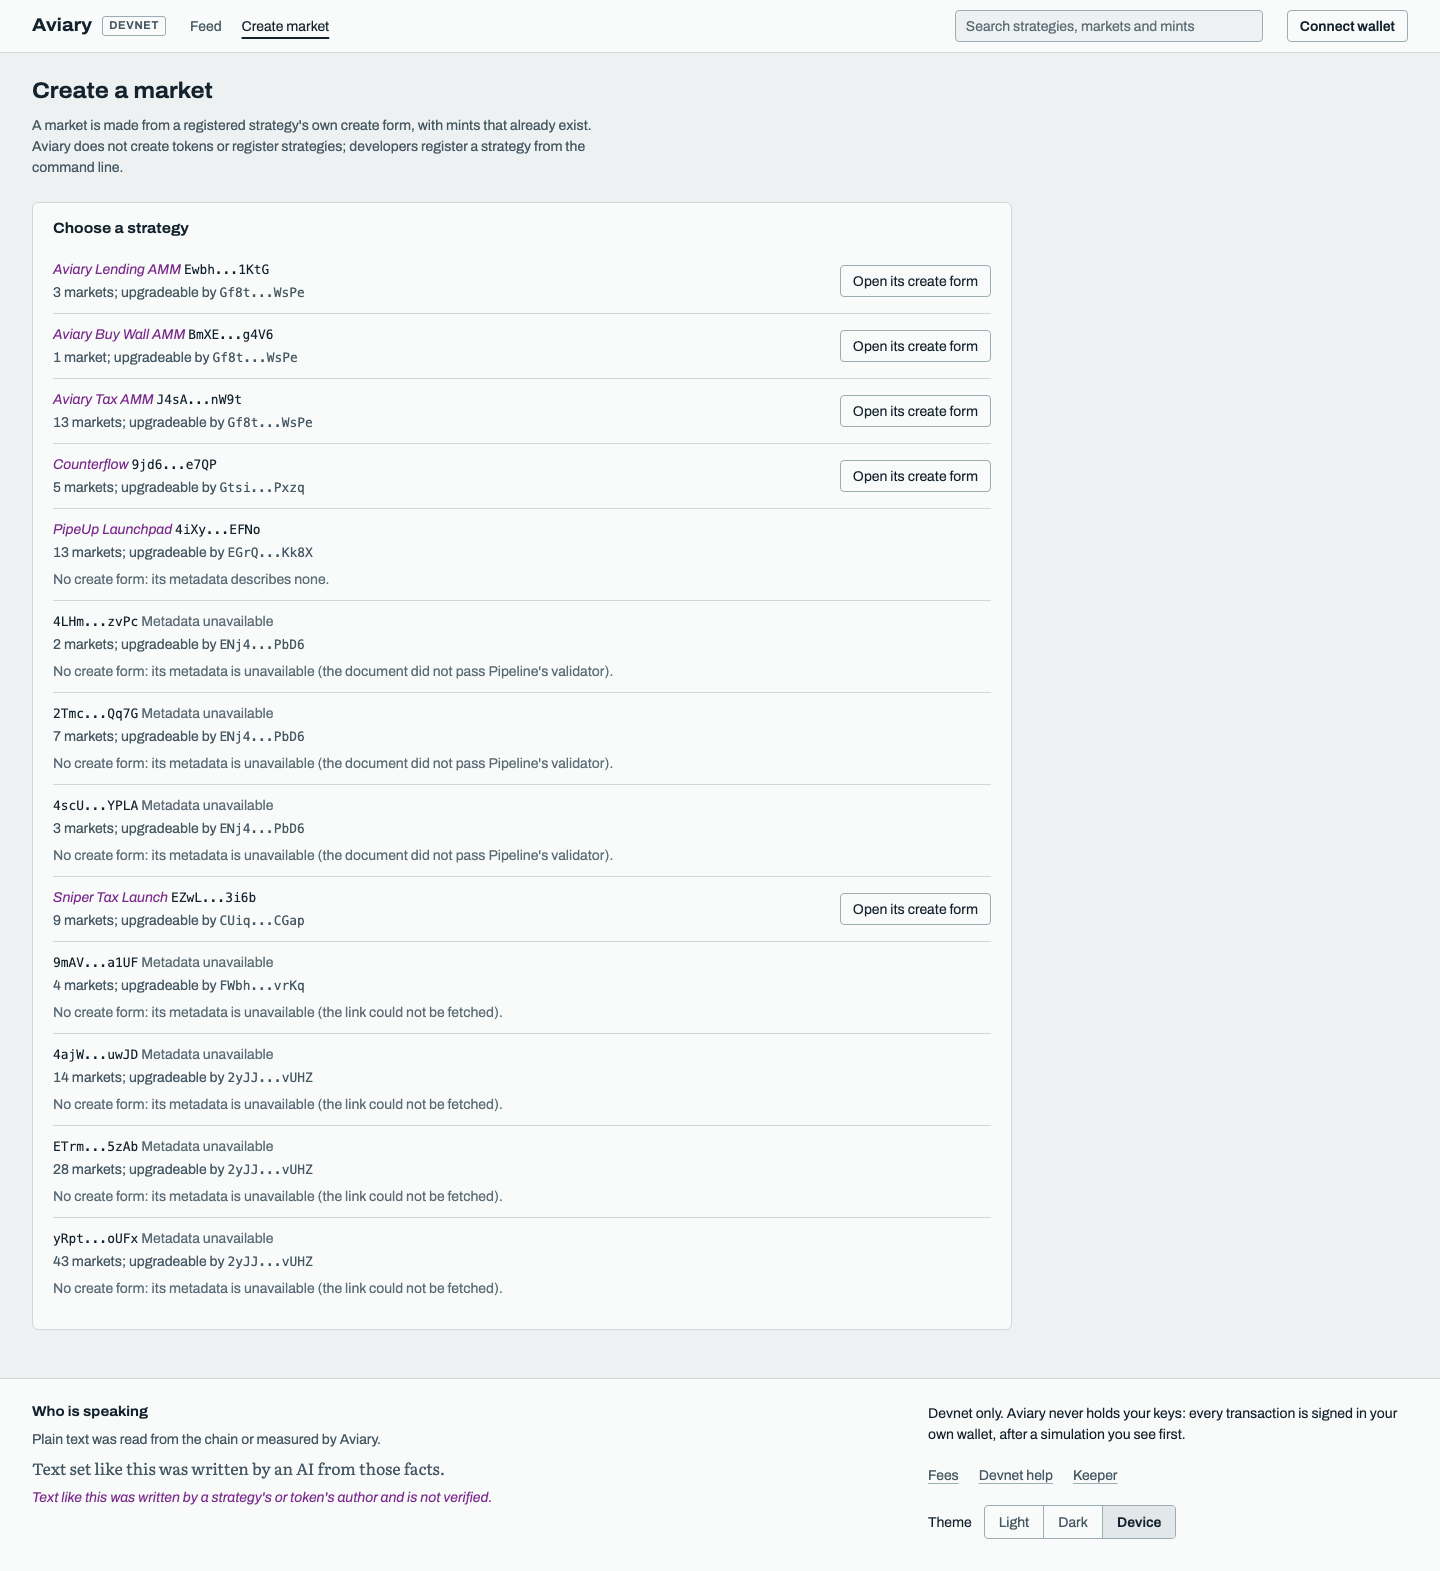 Aviary DEVNET Feed Create market Search strategies, markets and mints Connect wallet
Create a market
A market is made from a registered strategy's own create form, with mints that already exist.
Aviary does not create tokens or register strategies; developers register a strategy from the
command line.
Choose a strategy
Aviary Lending AMM Ewbh...1KtG
3 markets; upgradeable by Gf8t...WsPe
Open its create form
Aviary Buy Wall AMM BmXE...g4V6
1 market; upgradeable by Gf8t...WsPe
Open its create form
Aviary Tax AMM J4sA...nW9t
13 markets; upgradeable by Gf8t...WsPe
Open its create form
Counterflow 9jd6...e7QP
5 markets; upgradeable by Gtsi...Pxzq
Open its create form
PipeUp Launchpad 4iXy...EFNo
13 markets; upgradeable by EGrQ...Kk8X
No create form: its metadata describes none.
4LHm...zvPc Metadata unavailable
2 markets; upgradeable by ENj4...PbD6
No create form: its metadata is unavailable (the document did not pass Pipeline's validator).
2Tmc...Qq7G Metadata unavailable
7 markets; upgradeable by ENj4...PbD6
No create form: its metadata is unavailable (the document did not pass Pipeline's validator).
4scU...YPLA Metadata unavailable
3 markets; upgradeable by ENj4...PbD6
No create form: its metadata is unavailable (the document did not pass Pipeline's validator).
Sniper Tax Launch EZwL...3i6b
9 markets; upgradeable by CUiq...CGap
Open its create form
9mAV...a1UF Metadata unavailable
4 markets; upgradeable by FWbh...vrKq
No create form: its metadata is unavailable (the link could not be fetched).
4ajW...uwJD Metadata unavailable
14 markets; upgradeable by 2yJJ...vUHZ
No create form: its metadata is unavailable (the link could not be fetched).
ETrm...5zAb Metadata unavailable
28 markets; upgradeable by 2yJJ...vUHZ
No create form: its metadata is unavailable (the link could not be fetched).
yRpt...oUFx Metadata unavailable
43 markets; upgradeable by 2yJJ...vUHZ
No create form: its metadata is unavailable (the link could not be fetched).
Who is speaking
Plain text was read from the chain or measured by Aviary.
Text set like this was written by an AI from those facts.
Text like this was written by a strategy's or token's author and is not verified.
Devnet only. Aviary never holds your keys: every transaction is signed in your
own wallet, after a simulation you see first.
Fees Devnet help Keeper
Theme Light Dark Device